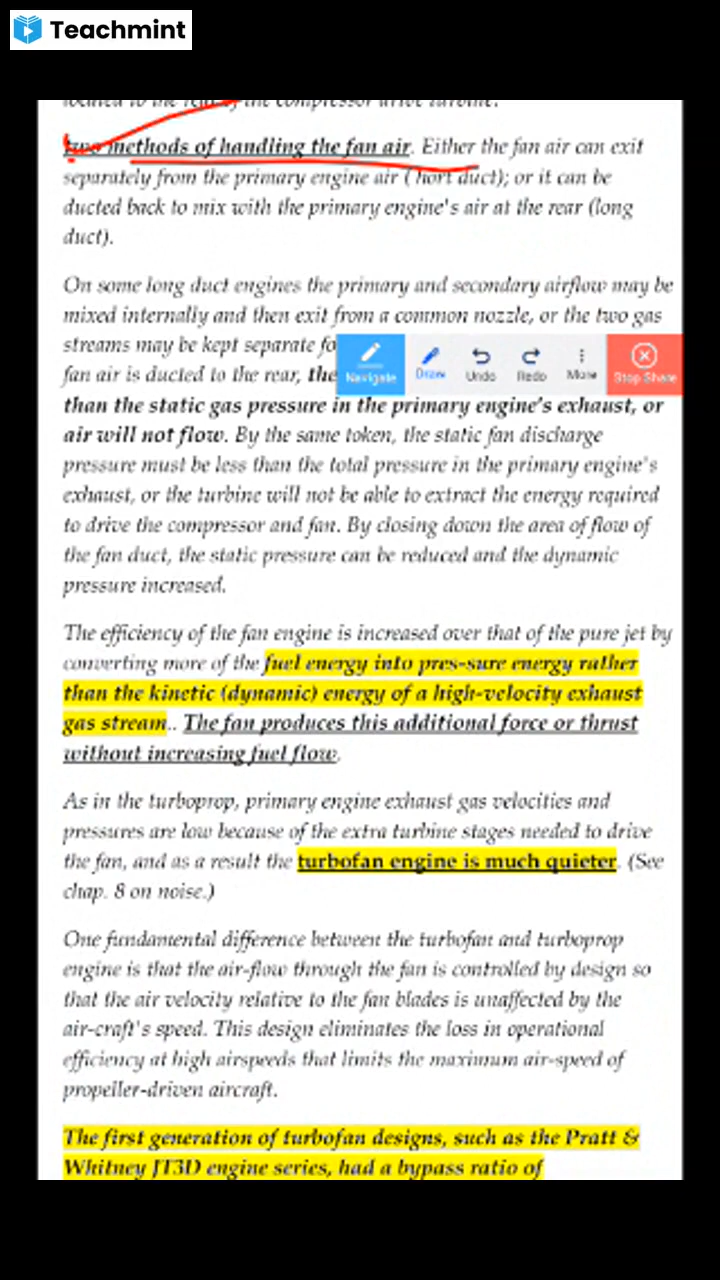 Teachmint
located to the rear of the compressor drive turbine.
two methods of handling the fan air. Either the fan air can exit
separately from the primary engine air ( hort duct); or it can be
ducted back to mix with the primary engine's air at the rear (long
duct).
On some long duct engines the primary and secondary airflow may be
mixed internally and then exit from a common nozzle, or the two gas
streams may be kept separate fo
fan air is ducted to the rear, the
Navigate Draw Undo Redo More Stop Share
than the static gas pressure in the primary engine's exhaust, or
air will not flow. By the same token, the static fan discharge
pressure must be less than the total pressure in the primary engine's
exhaust, or the turbine will not be able to extract the energy required
to drive the compressor and fan. By closing down the area of flow of
the fan duct, the static pressure can be reduced and the dynamic
pressure increased.
The efficiency of the fan engine is increased over that of the pure jet by
converting more of the fuel energy into pres-sure energy rather
than the kinetic (dynamic) energy of a high-velocity exhaust
gas stream.. The fan produces this additional force or thrust
without increasing fuel flow.
As in the turboprop, primary engine exhaust gas velocities and
pressures are low because of the extra turbine stages needed to drive
the fan, and as a result the turbofan engine is much quieter. (See
chap. 8 on noise.)
One fundamental difference between the turbofan and turboprop
engine is that the air-flow through the fan is controlled by design so
that the air velocity relative to the fan blades is unaffected by the
air-craft's speed. This design eliminates the loss in operational
efficiency at high airspeeds that limits the maximum air-speed of
propeller-driven aircraft.
The first generation of turbofan designs, such as the Pratt &
Whitney JT3D engine series, had a bypass ratio of